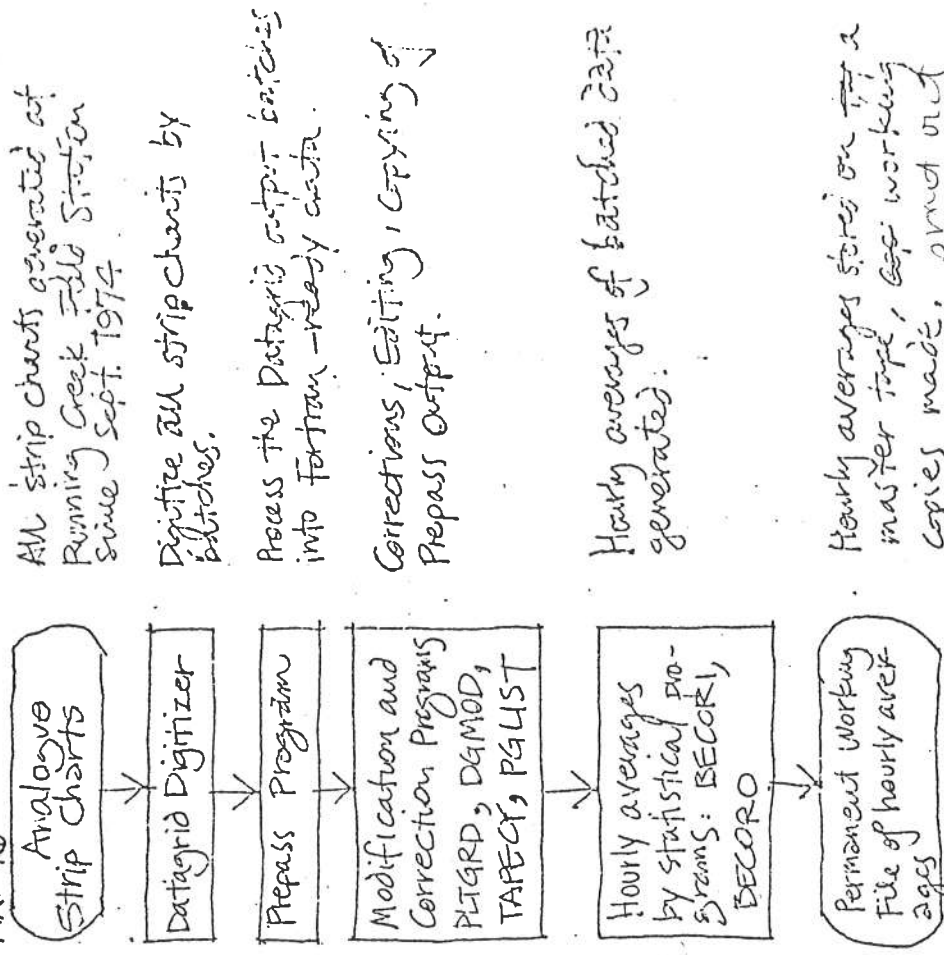 Analogue
Strip Charts
All strip charts generated at
Running Creek Field Station
since Sept. 1974
Datagrid Digitizer
Digitize all strip charts by
batches.
Prepass Program
Process the Datagrid output batches
into Fortran-ready data.
Modification and
Correction Programs
PLTGRD, DGMOD,
TAPECY, PGLIST
Corrections, Editing, Copying of
Prepass Output.
Hourly averages
by statistical pro-
grams: BECORI,
BECORO
Hourly averages of batched data
generated.
Permanent Working
File of hourly aver-
ages
Hourly averages stored on a
master tape, working
copies made, and out